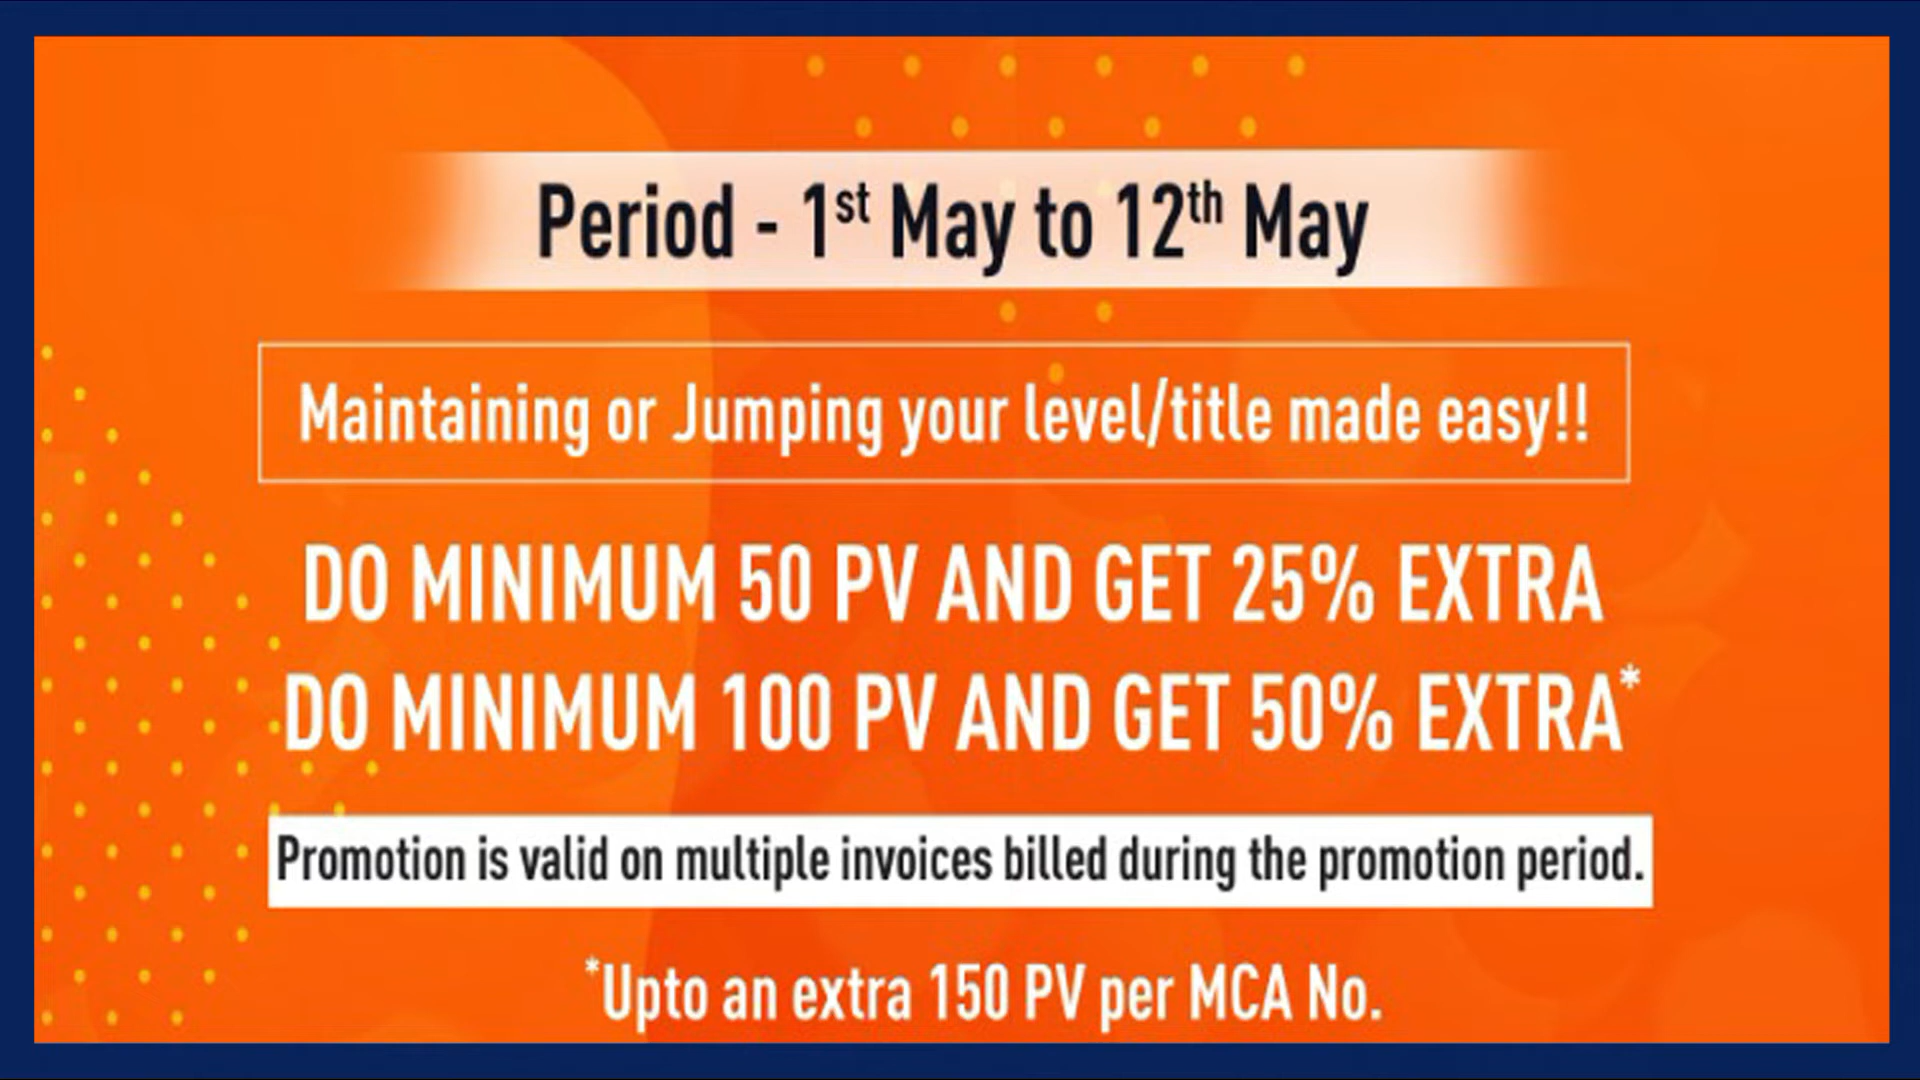 Period - 1st May to 12th May
Maintaining or Jumping your level/title made easy!!
DO MINIMUM 50 PV AND GET 25% EXTRA
DO MINIMUM 100 PV AND GET 50% EXTRA*
Promotion is valid on multiple invoices billed during the promotion period.
*Upto an extra 150 PV per MCA No.